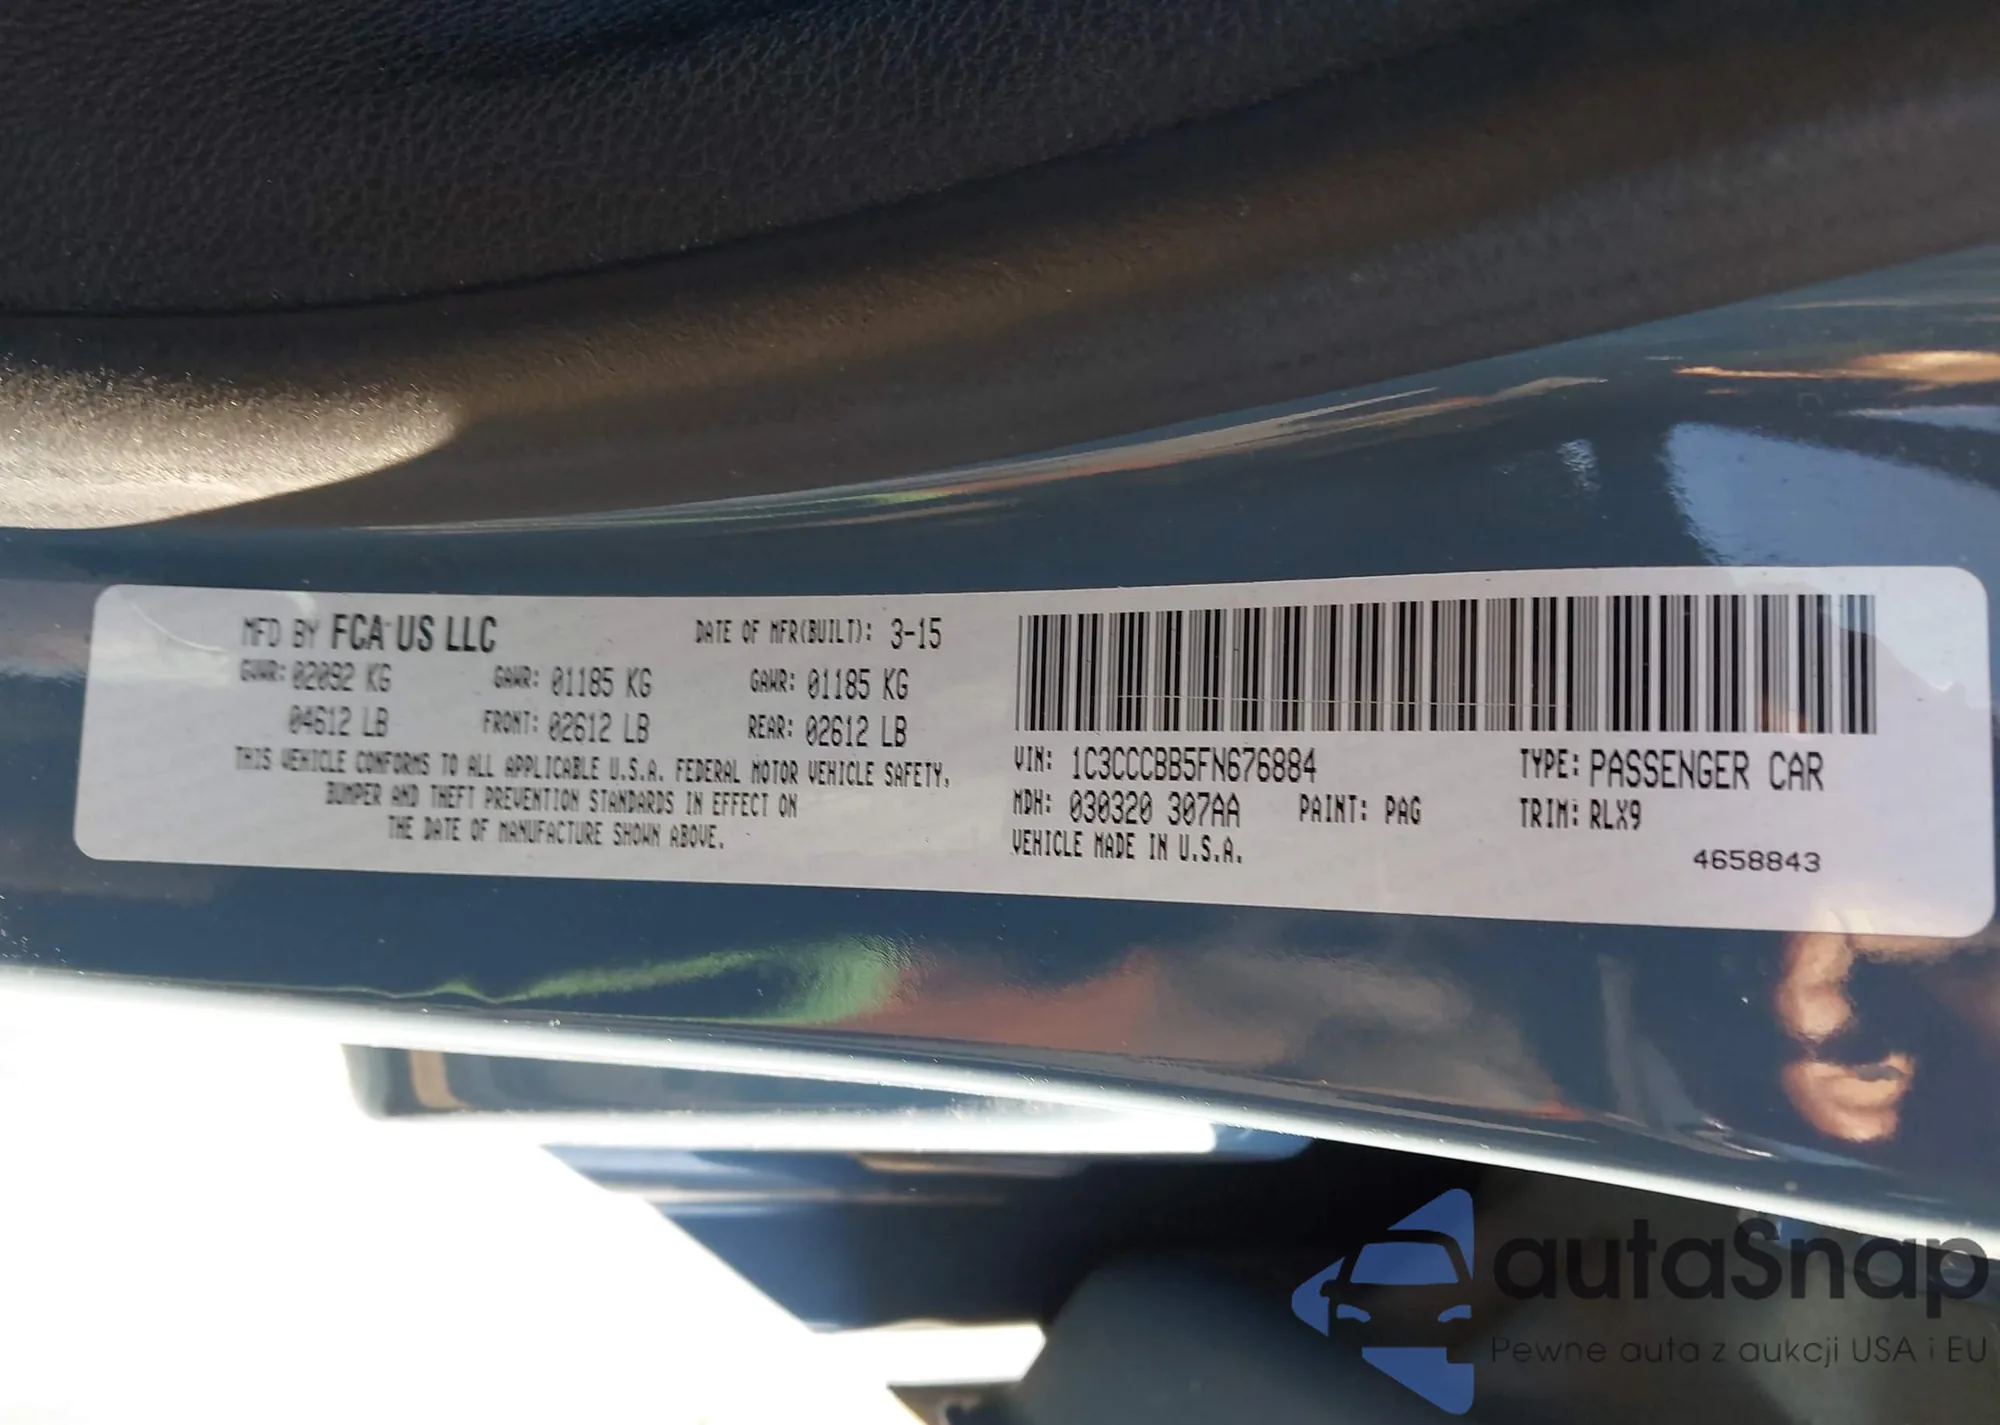 MFD BY FCA US LLC DATE OF MFR(BUILT): 3-15
GVWR: 02092 KG GAWR: 01185 KG GAWR: 01185 KG
04612 LB FRONT: 02612 LB REAR: 02612 LB
THIS VEHICLE CONFORMS TO ALL APPLICABLE U.S.A. FEDERAL MOTOR VEHICLE SAFETY,
BUMPER AND THEFT PREVENTION STANDARDS IN EFFECT ON
THE DATE OF MANUFACTURE SHOWN ABOVE.
VIN: 1C3CCCBB5FN676884 TYPE: PASSENGER CAR
MDH: 030320 307AA PAINT: PAG TRIM: RLX9
VEHICLE MADE IN U.S.A.
4658843
autaSnap
Pewne auta z aukcji USA i EU